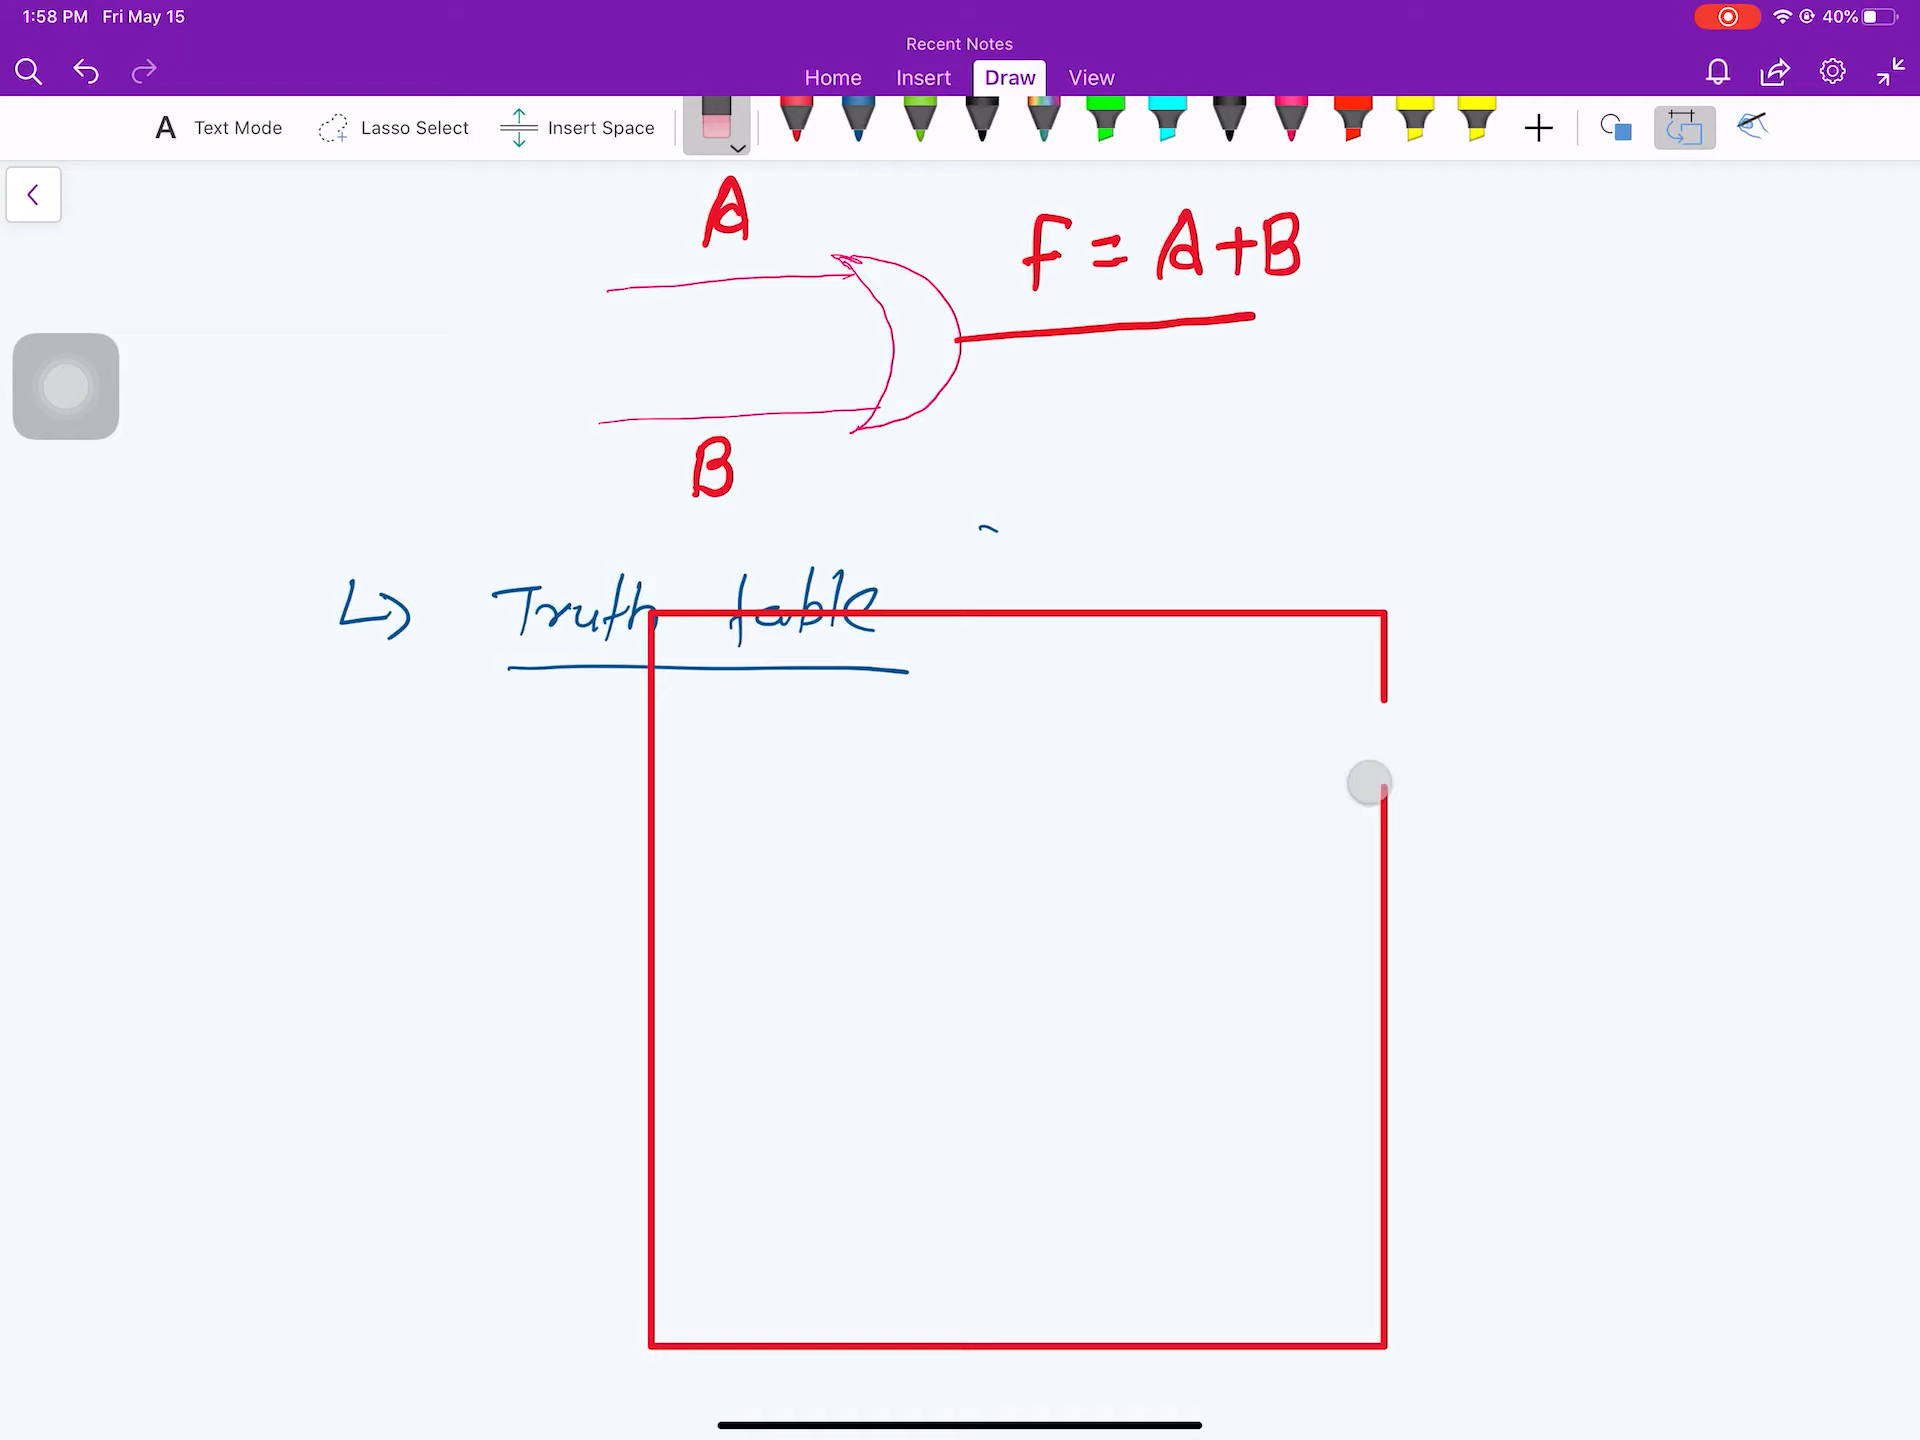 1:58 PM Fri May 15
40%
Recent Notes
Home Insert Draw View
A Text Mode Lasso Select Insert Space
A
F = A+B
B
Truth table